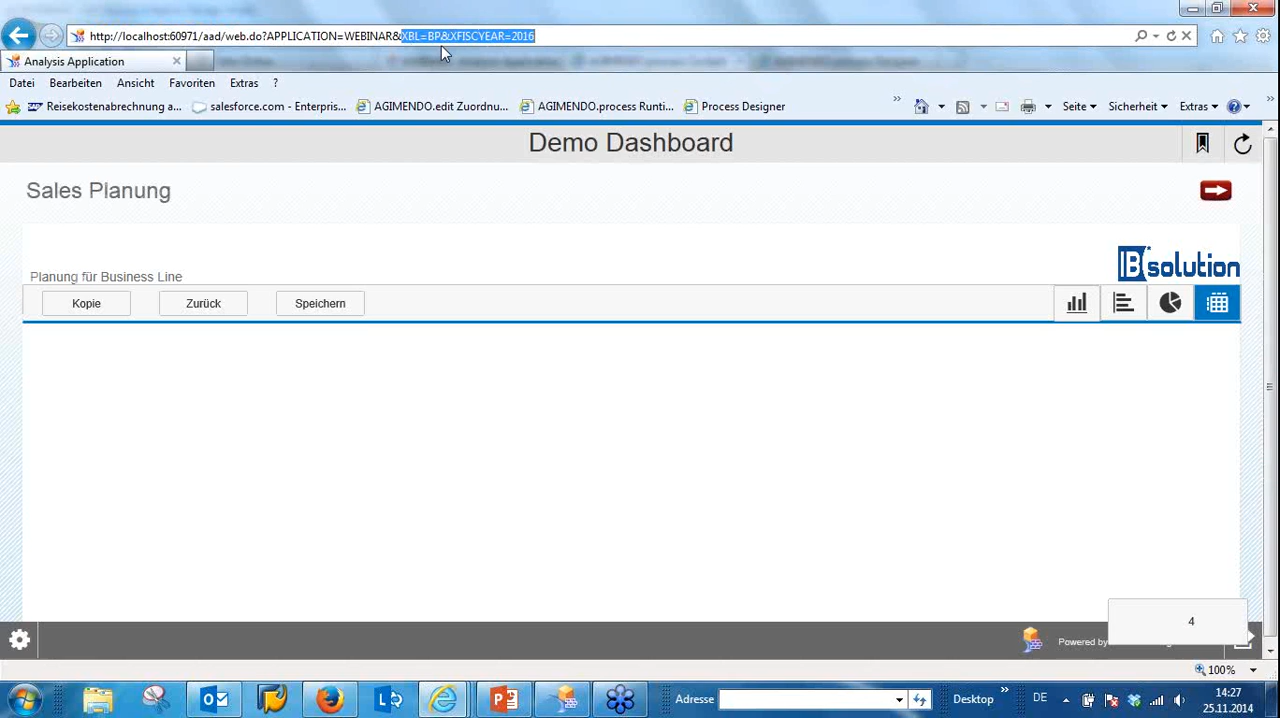 http://localhost:60971/aad/web.do?APPLICATION=WEBINAR&XBL=BP&XFISCYEAR=2016
Analysis Application
Datei Bearbeiten Ansicht Favoriten Extras ?
Reisekostenabrechnung a... salesforce.com - Enterpris... AGIMENDO.edit Zuordnu... AGIMENDO.process Runti... Process Designer Seite Sicherheit Extras
Demo Dashboard
Sales Planung
IBsolution
Planung für Business Line
Kopie Zurück Speichern
4
Powered by
100%
Adresse Desktop DE 14:27
25.11.2014